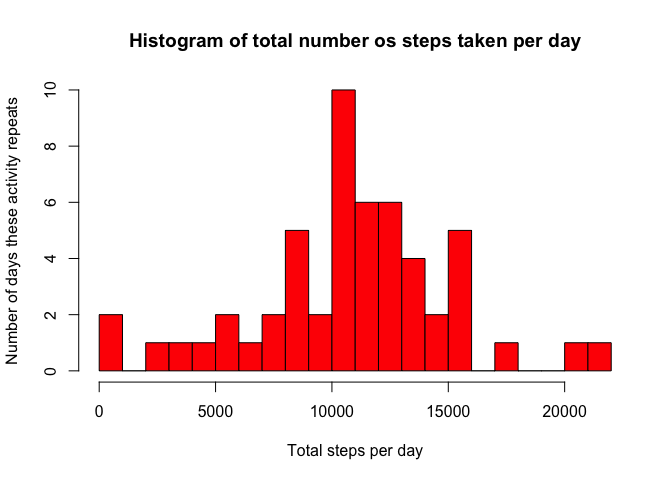 Histogram of total number os steps taken per day
Number of days these activity repeats
10
8
6
4
2
0
0 5000 10000 15000 20000
Total steps per day